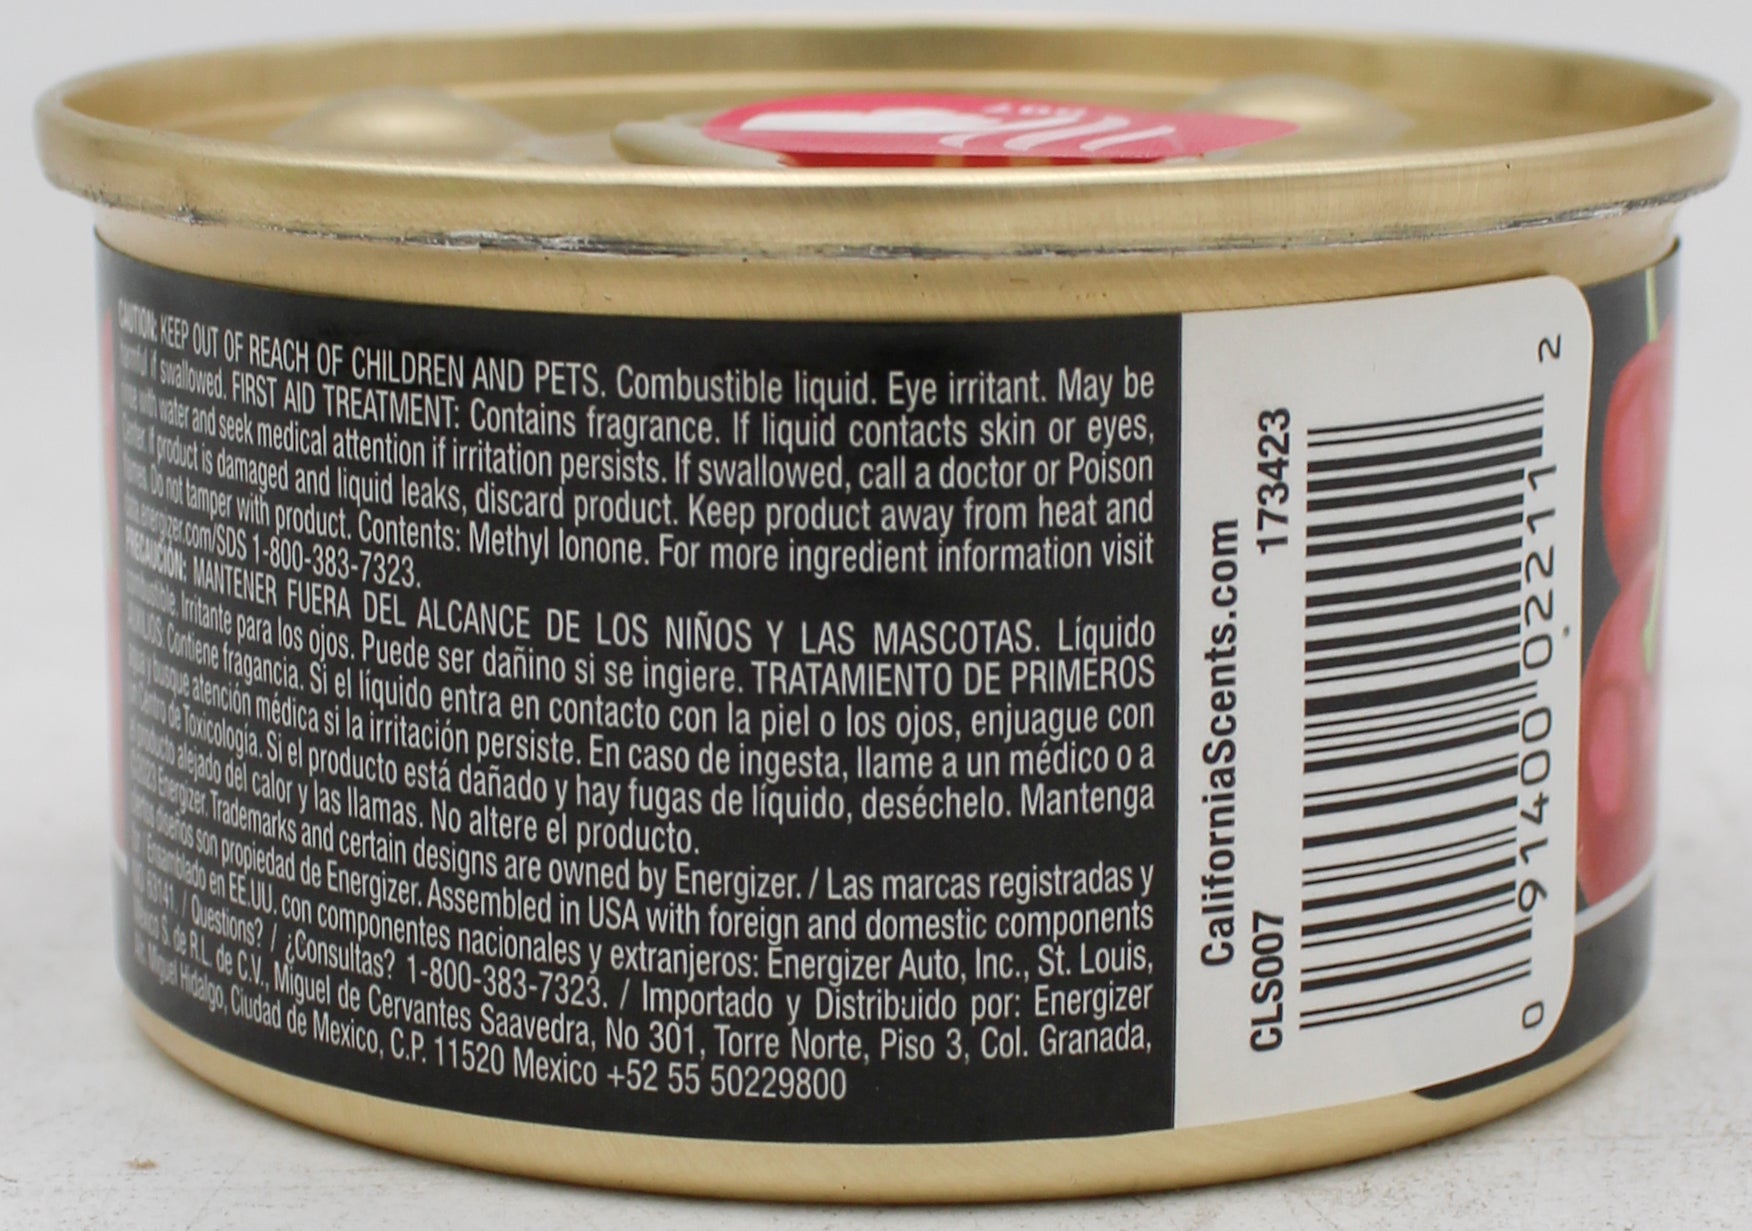 CAUTION: KEEP OUT OF REACH OF CHILDREN AND PETS. Combustible liquid. Eye irritant. May be
harmful if swallowed. FIRST AID TREATMENT: Contains fragrance. If liquid contacts skin or eyes,
rinse with water and seek medical attention if irritation persists. If swallowed, call a doctor or Poison
Center. If product is damaged and liquid leaks, discard product. Keep product away from heat and
flames. Do not tamper with product. Contents: Methyl Ionone. For more ingredient information visit
data.energizer.com/SDS 1-800-383-7323.
PRECAUCIÓN: MANTENER FUERA DEL ALCANCE DE LOS NIÑOS Y LAS MASCOTAS. Líquido
combustible. Irritante para los ojos. Puede ser dañino si se ingiere. TRATAMIENTO DE PRIMEROS
AUXILIOS: Contiene fragancia. Si el líquido entra en contacto con la piel o los ojos, enjuague con
agua y busque atención médica si la irritación persiste. En caso de ingesta, llame a un médico o a
un Centro de Toxicología. Si el producto está dañado y hay fugas de líquido, deséchelo. Mantenga
el producto alejado del calor y las llamas. No altere el producto.
©2023 Energizer. Trademarks and certain designs are owned by Energizer. / Las marcas registradas y
ciertos diseños son propiedad de Energizer. Assembled in USA with foreign and domestic components
for / Ensamblado en EE.UU. con componentes nacionales y extranjeros: Energizer Auto, Inc., St. Louis,
MO 63141. / Questions? / ¿Consultas? 1-800-383-7323. / Importado y Distribuido por: Energizer
México S. de R.L. de C.V., Miguel de Cervantes Saavedra, No 301, Torre Norte, Piso 3, Col. Granada,
Alc. Miguel Hidalgo, Ciudad de Mexico, C.P. 11520 Mexico +52 55 50229800
CaliforniaScents.com
CLS007 173423
0 91400 02211 2